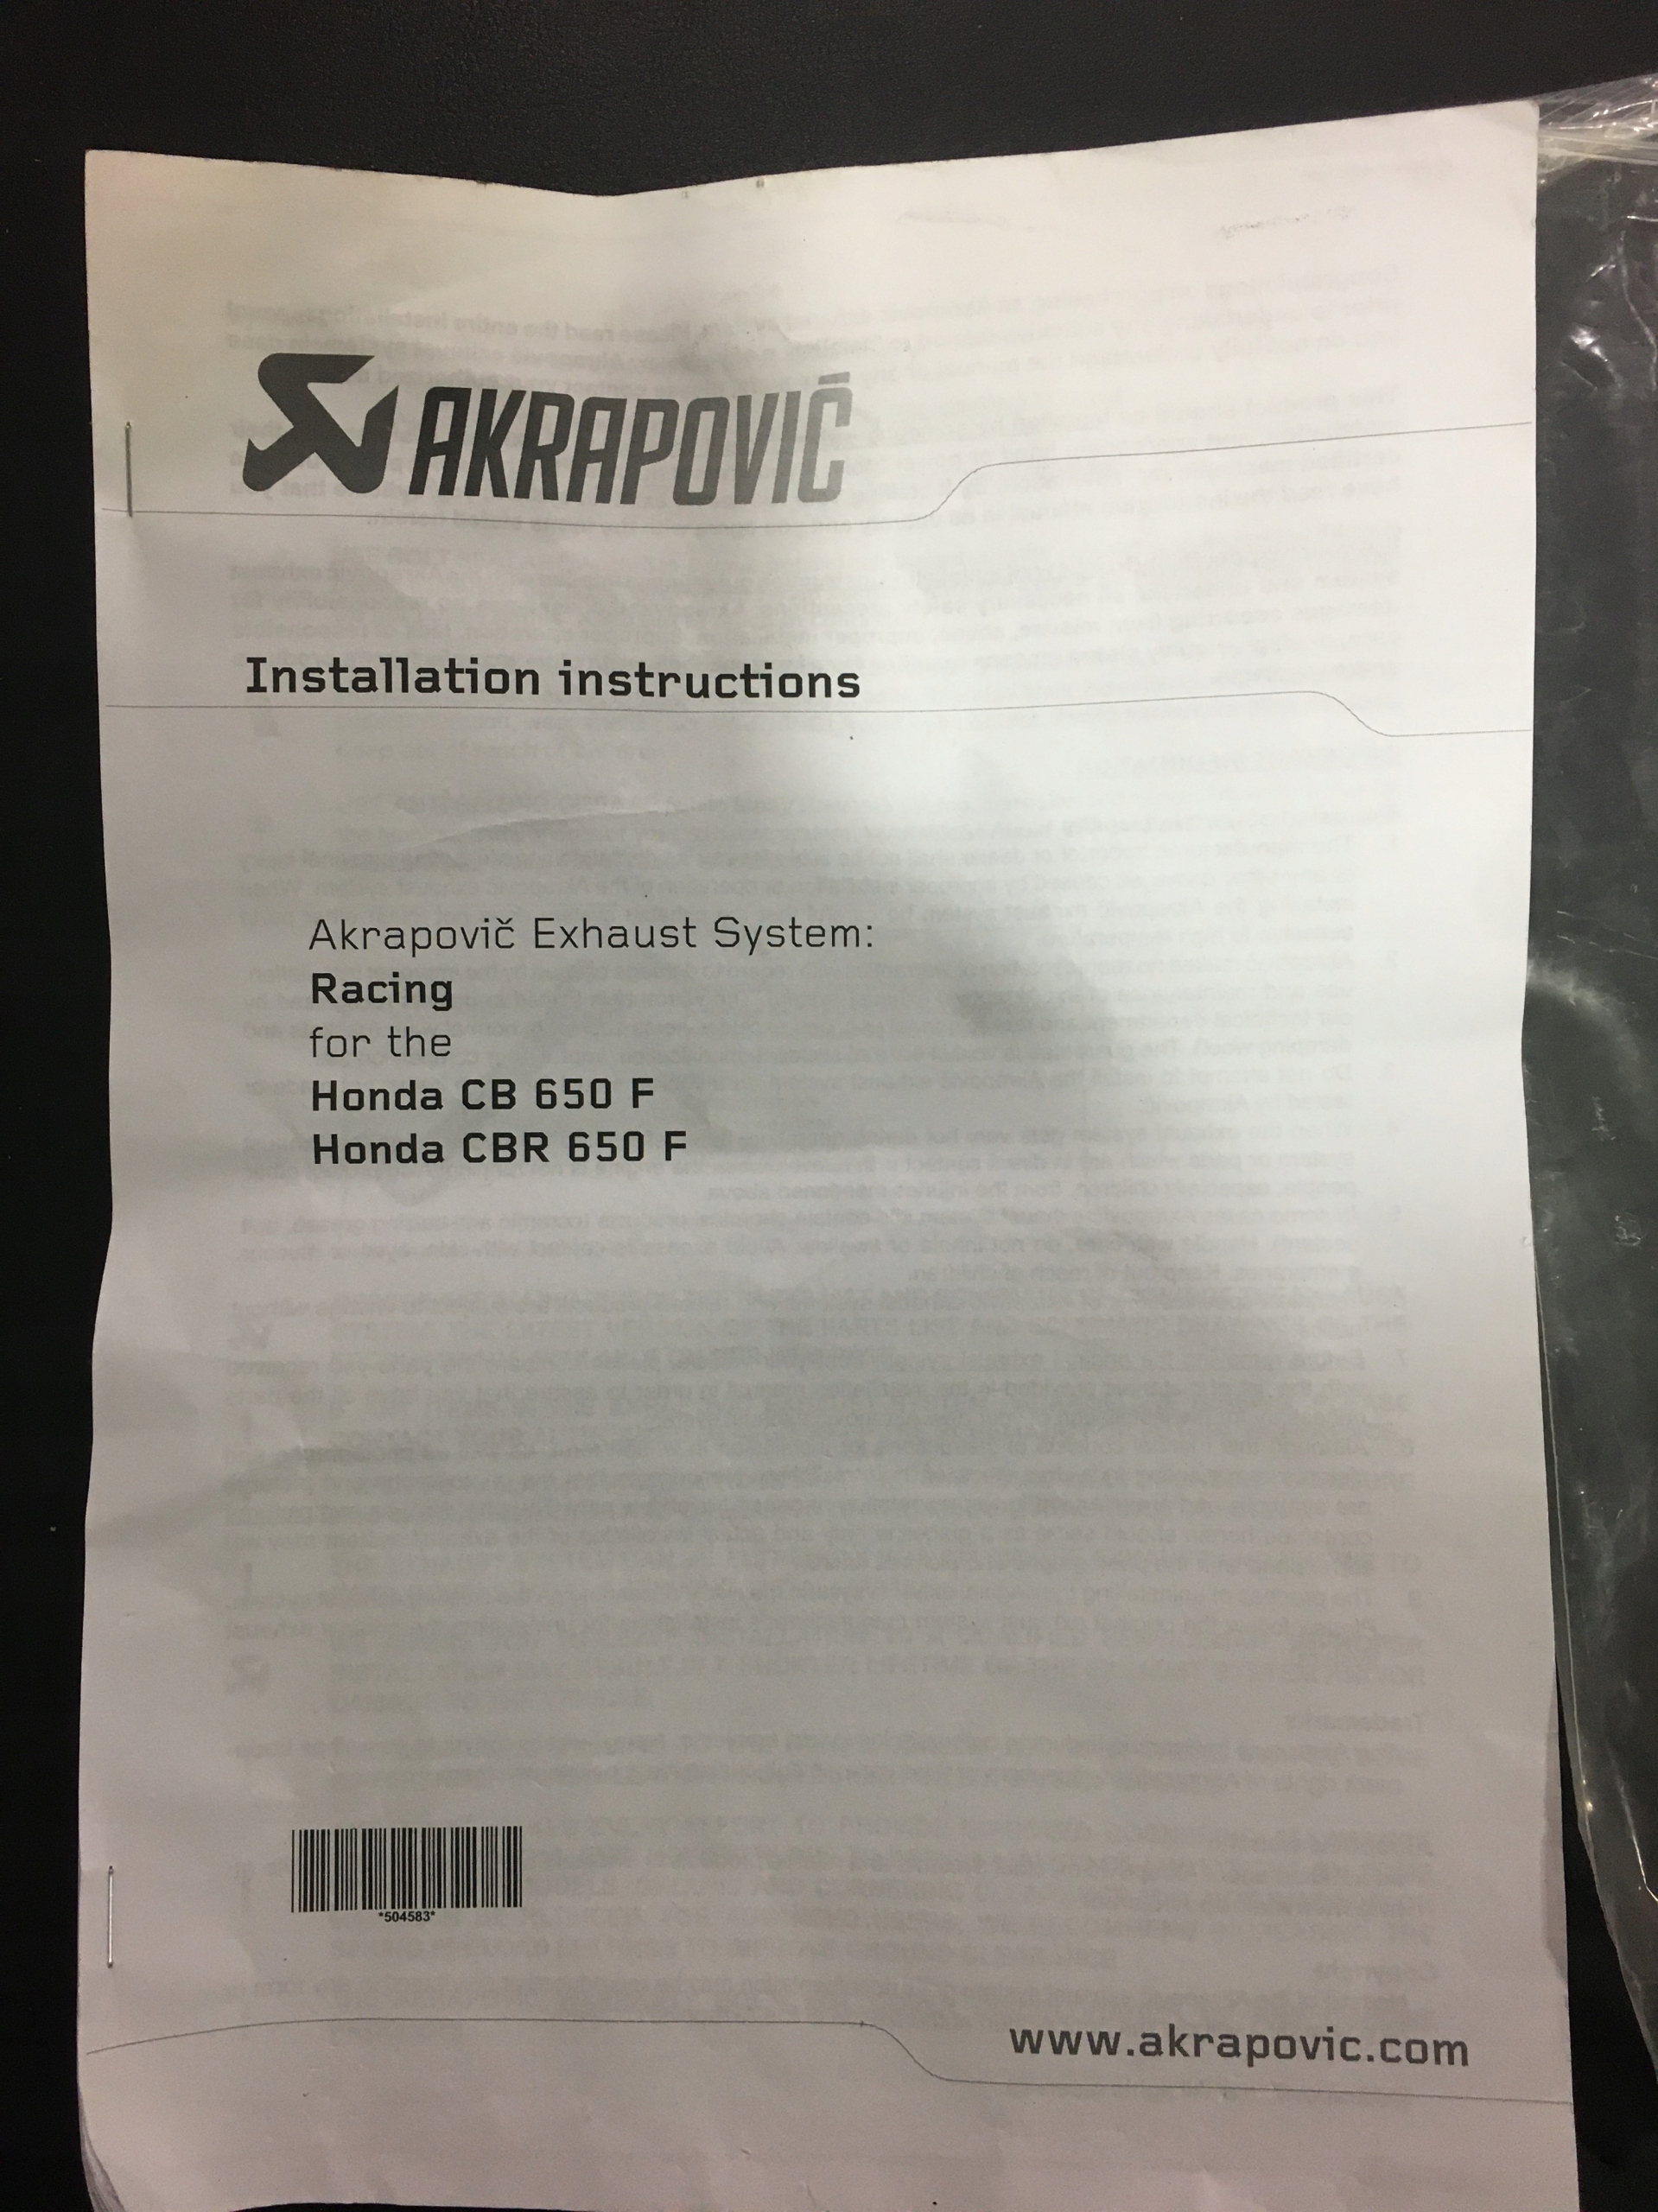 AKRAPOVIČ
Installation instructions
Akrapovič Exhaust System:
Racing
for the
Honda CB 650 F
Honda CBR 650 F
*504583*
www.akrapovic.com